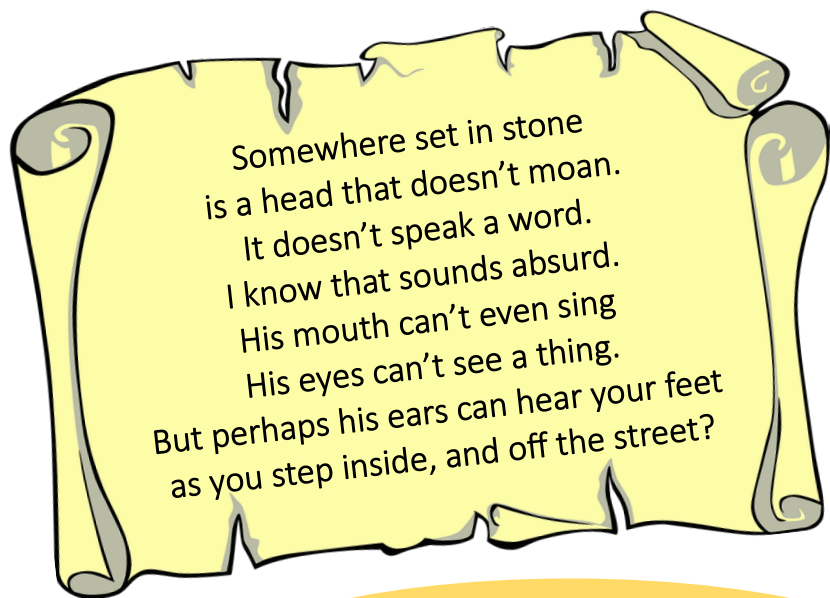 Somewhere set in stone
is a head that doesn’t moan.
It doesn’t speak a word.
I know that sounds absurd.
His mouth can’t even sing
His eyes can’t see a thing.
But perhaps his ears can hear your feet
as you step inside, and off the street?